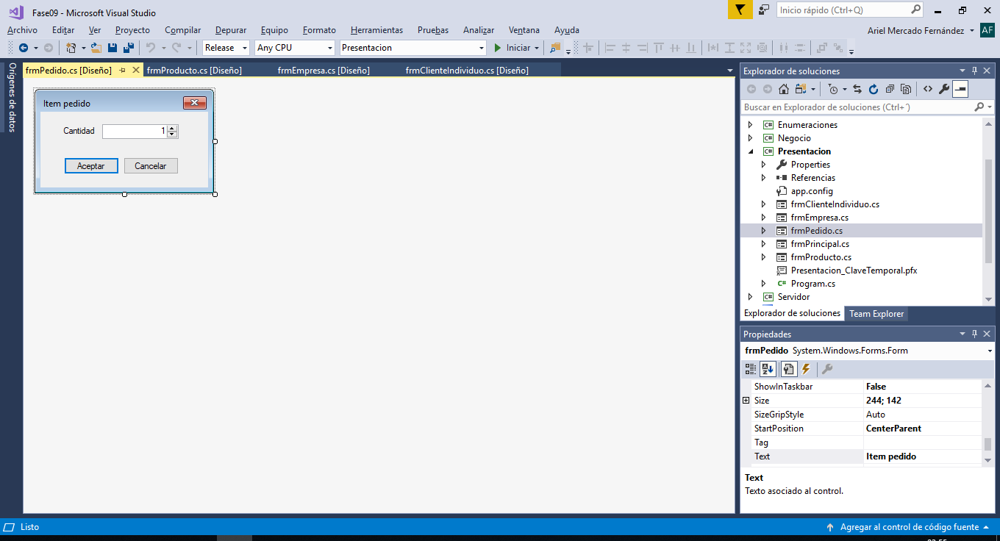 Fase09 - Microsoft Visual Studio
Inicio rápido (Ctrl+Q)
Archivo Editar Ver Proyecto Compilar Depurar Equipo Formato Herramientas Pruebas Analizar Ventana Ayuda
Ariel Mercado Fernández AF
Release Any CPU Presentacion Iniciar
Orígenes de datos
frmPedido.cs [Diseño] frmProducto.cs [Diseño] frmEmpresa.cs [Diseño] frmClienteIndividuo.cs [Diseño]
Item pedido
Cantidad 1
Aceptar Cancelar
Explorador de soluciones
Buscar en Explorador de soluciones (Ctrl+´)
C# Enumeraciones
C# Negocio
C# Presentacion
Properties
Referencias
app.config
frmClienteIndividuo.cs
frmEmpresa.cs
frmPedido.cs
frmPrincipal.cs
frmProducto.cs
Presentacion_ClaveTemporal.pfx
C# Program.cs
C# Servidor
Explorador de soluciones Team Explorer
Propiedades
frmPedido System.Windows.Forms.Form
ShowInTaskbar False
Size 244; 142
SizeGripStyle Auto
StartPosition CenterParent
Tag
Text Item pedido
Text
Texto asociado al control.
Listo
Agregar al control de código fuente